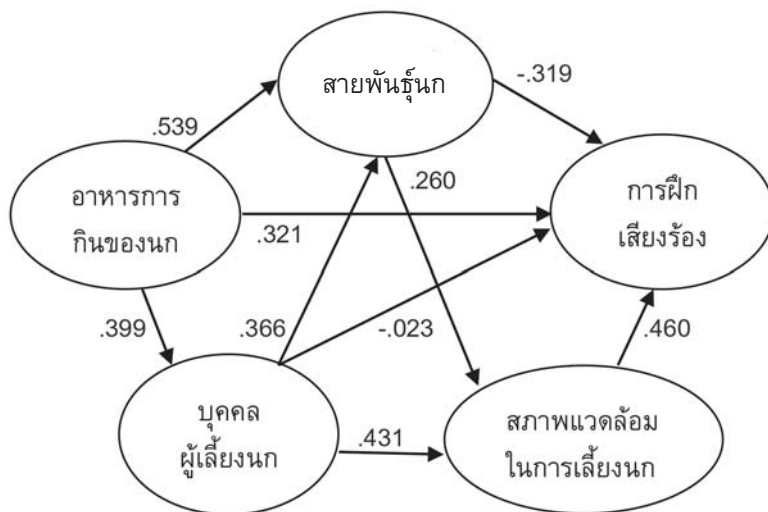 สายพันธุ์นก
-.319
.539
อาหารการ
กินของนก
.260
การฝึก
เสียงร้อง
.321
.399
.366
-.023
.460
บุคคล
ผู้เลี้ยงนก
.431
สภาพแวดล้อม
ในการเลี้ยงนก